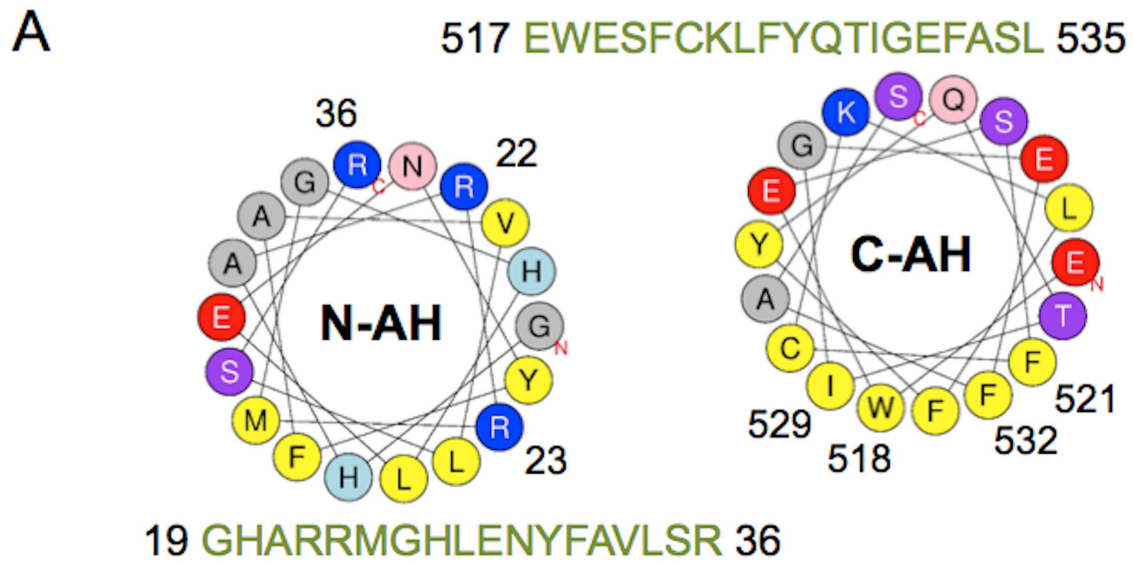 A
517 EWESFCKLFYQTIGEFASL 535
36
22
R
N
R
G
V
A
H
A
N-AH
G
E
N
S
Y
M
R
F
23
H
L
L
C
S
Q
K
C
S
G
E
E
L
Y
C-AH
E
N
A
T
C
F
521
I
F
529
W
F
532
518
19 GHARRMGHLENYFAVLSR 36